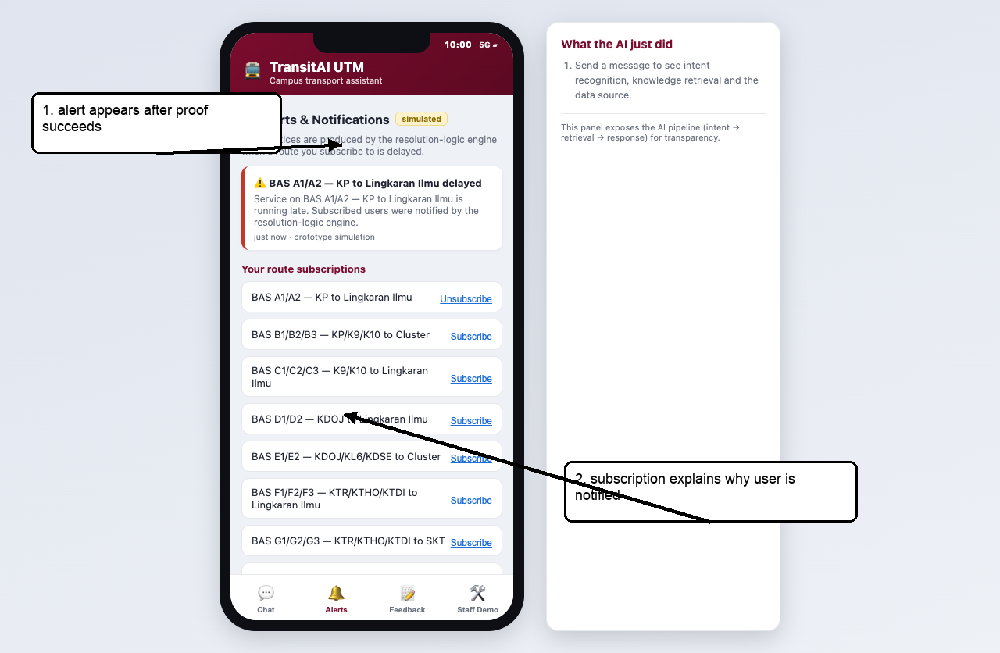 10:00 5G
TransitAI UTM
Campus transport assistant
1. alert appears after proof
succeeds
rts & Notifications simulated
ices are produced by the resolution-logic engine
when a route you subscribe to is delayed.
BAS A1/A2 — KP to Lingkaran Ilmu delayed
Service on BAS A1/A2 — KP to Lingkaran Ilmu is
running late. Subscribed users were notified by the
resolution-logic engine.
just now · prototype simulation
Your route subscriptions
BAS A1/A2 — KP to Lingkaran Ilmu Unsubscribe
BAS B1/B2/B3 — KP/K9/K10 to Cluster Subscribe
BAS C1/C2/C3 — K9/K10 to Lingkaran
Ilmu Subscribe
BAS D1/D2 — KDOJ to Lingkaran Ilmu Subscribe
BAS E1/E2 — KDOJ/KL6/KDSE to Cluster Subscribe
BAS F1/F2/F3 — KTR/KTHO/KTDI to
Lingkaran Ilmu Subscribe
BAS G1/G2/G3 — KTR/KTHO/KTDI to SKT Subscribe
Chat Alerts Feedback Staff Demo
What the AI just did
1. Send a message to see intent
recognition, knowledge retrieval and the
data source.
This panel exposes the AI pipeline (intent →
retrieval → response) for transparency.
2. subscription explains why user is
notified